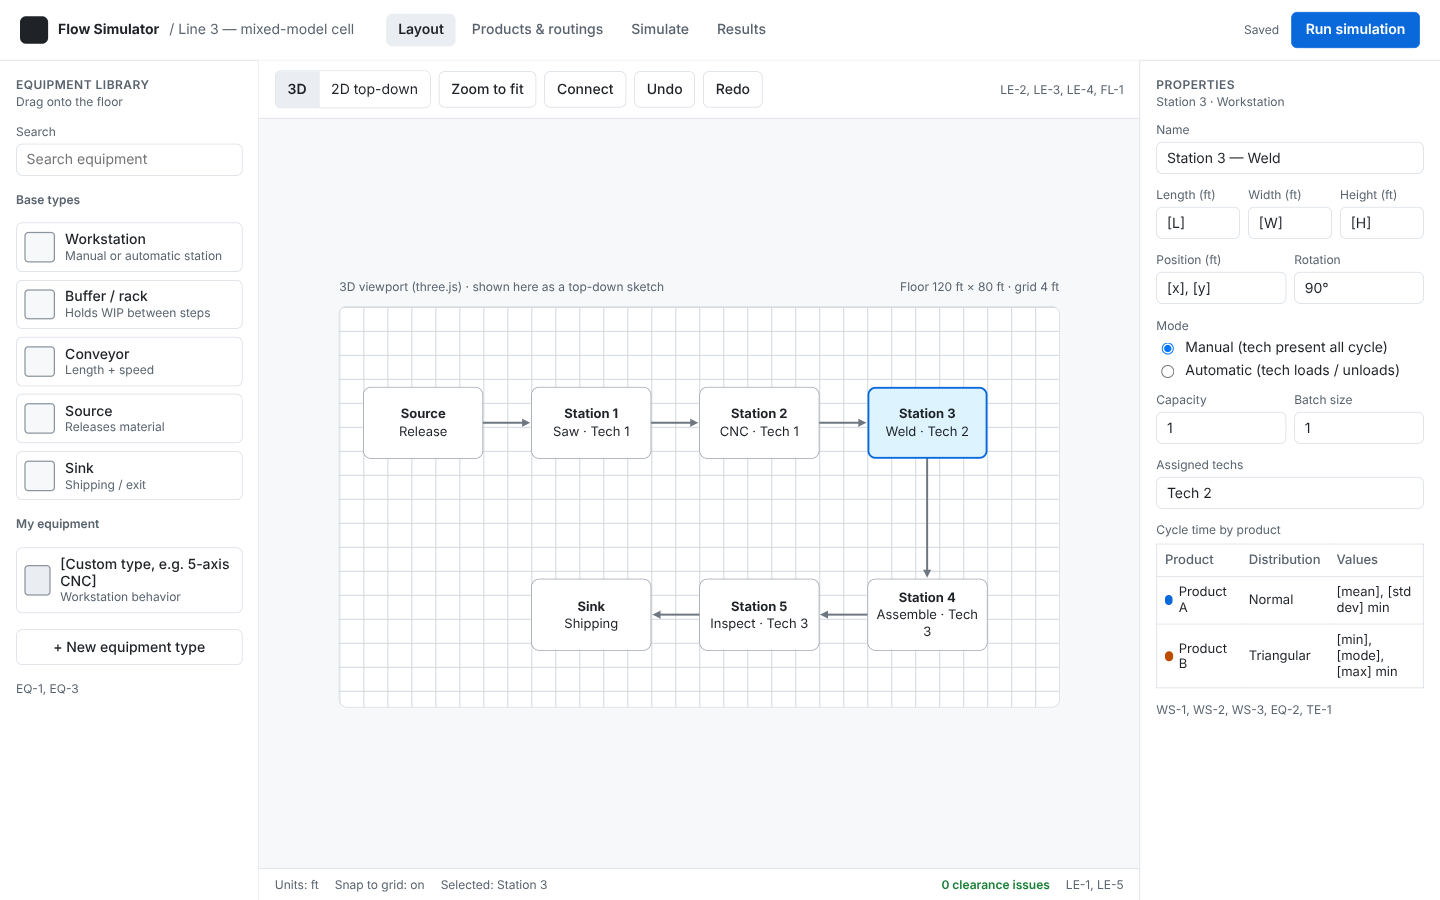 Flow Simulator / Line 3 — mixed-model cell
Layout
Products & routings
Simulate
Results
Saved
Run simulation
EQUIPMENT LIBRARY
Drag onto the floor
Search
Search equipment
Base types
Workstation
Manual or automatic station
Buffer / rack
Holds WIP between steps
Conveyor
Length + speed
Source
Releases material
Sink
Shipping / exit
My equipment
[Custom type, e.g. 5-axis
CNC]
Workstation behavior
+ New equipment type
EQ-1, EQ-3
3D
2D top-down
Zoom to fit
Connect
Undo
Redo
LE-2, LE-3, LE-4, FL-1
3D viewport (three.js) · shown here as a top-down sketch
Floor 120 ft × 80 ft · grid 4 ft
Source
Release
Station 1
Saw · Tech 1
Station 2
CNC · Tech 1
Station 3
Weld · Tech 2
Sink
Shipping
Station 5
Inspect · Tech 3
Station 4
Assemble · Tech
3
Units: ft
Snap to grid: on
Selected: Station 3
0 clearance issues
LE-1, LE-5
PROPERTIES
Station 3 · Workstation
Name
Station 3 — Weld
Length (ft) Width (ft) Height (ft)
[L] [W] [H]
Position (ft) Rotation
[x], [y] 90°
Mode
Manual (tech present all cycle)
Automatic (tech loads / unloads)
Capacity Batch size
1 1
Assigned techs
Tech 2
Cycle time by product
Product Distribution Values
Product
A
Normal
[mean], [std
dev] min
Product
B
Triangular
[min],
[mode],
[max] min
WS-1, WS-2, WS-3, EQ-2, TE-1